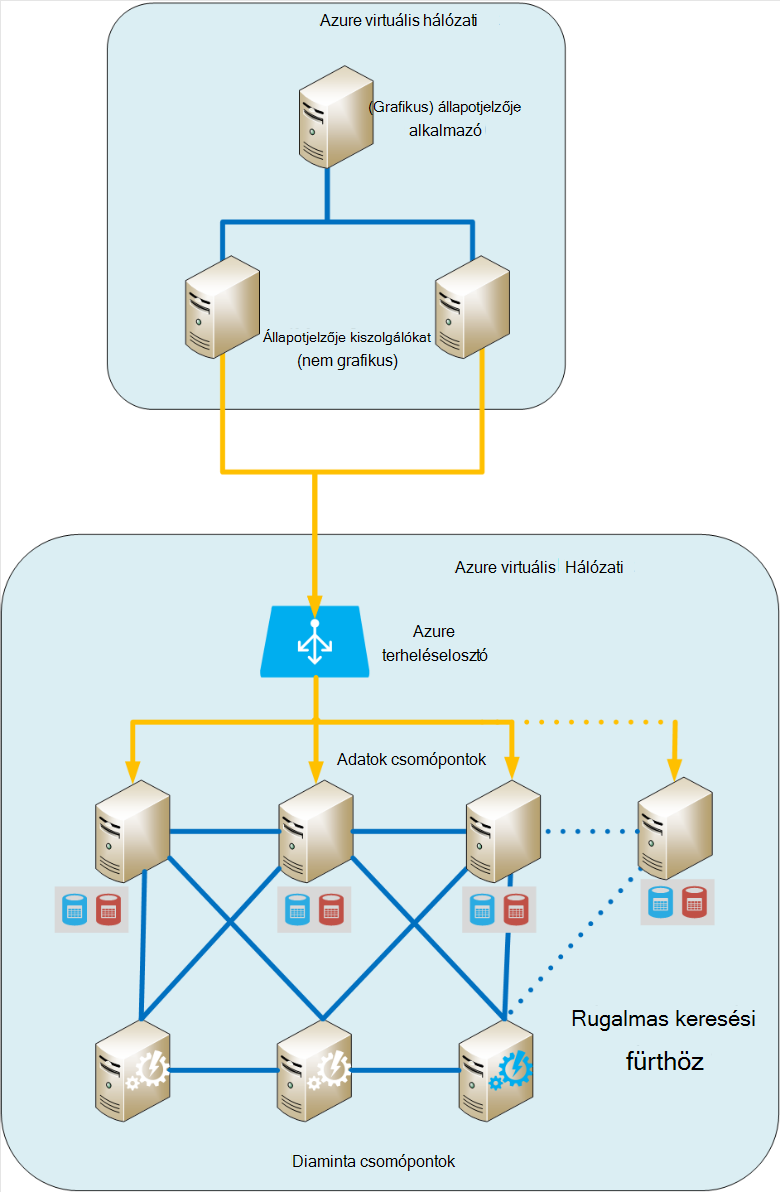 Azure virtuális hálózati
(Grafikus) állapotjelzője
alkalmazó
Állapotjelzője kiszolgálókat
(nem grafikus)
Azure virtuális Hálózati
Azure
terheléselosztó
Adatok csomópontok
Rugalmas keresési
fürthöz
Diaminta csomópontok